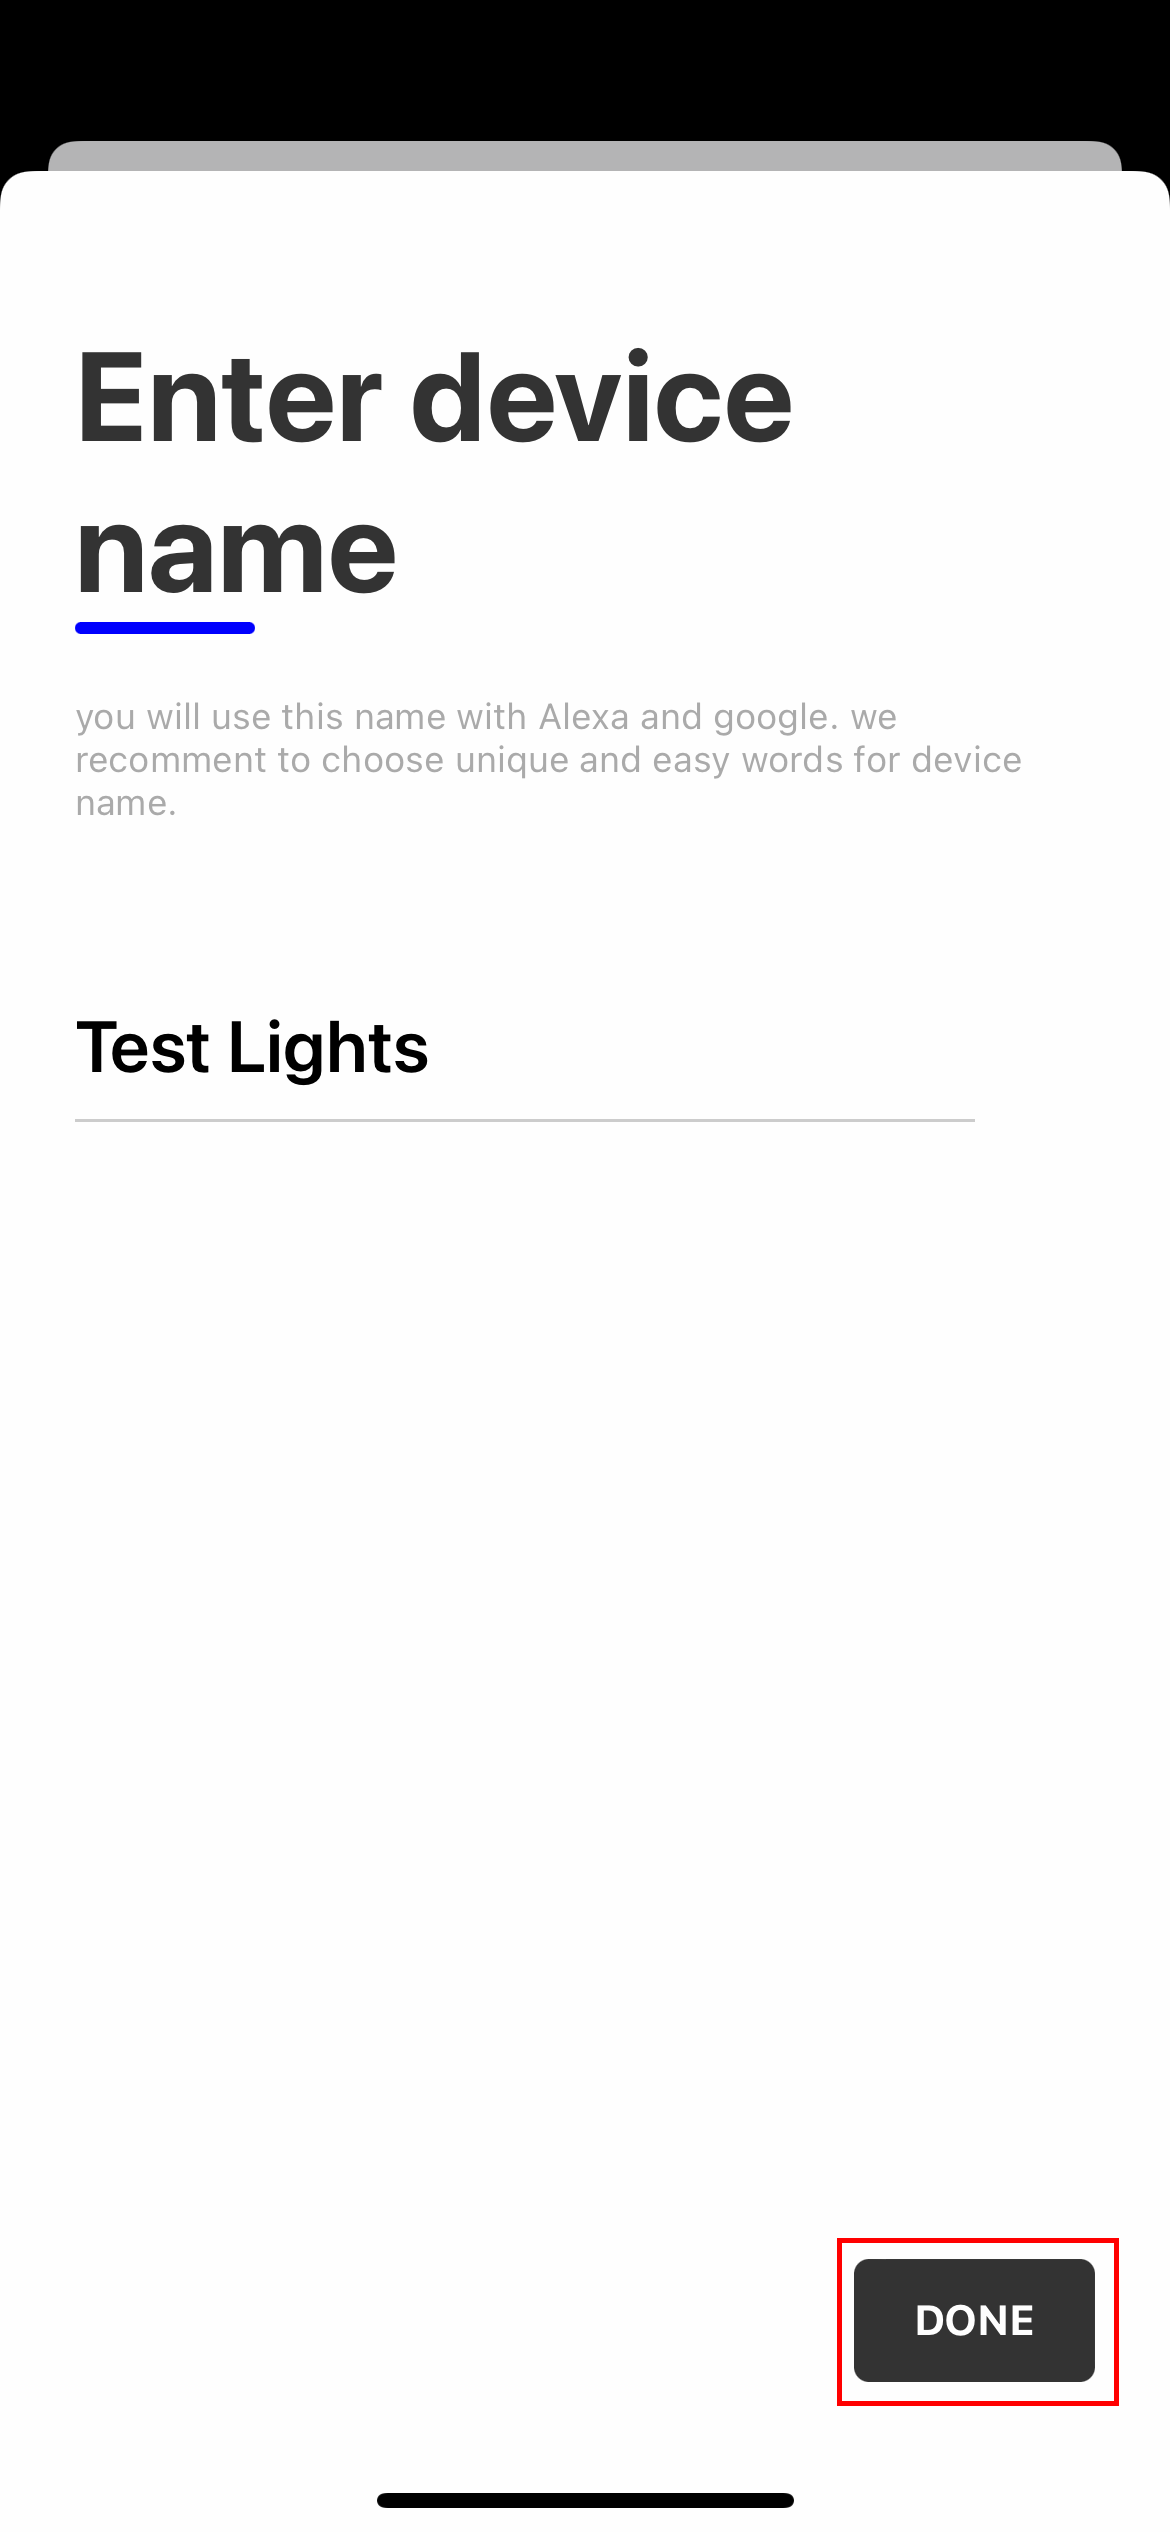 Enter device
name
you will use this name with Alexa and google. we
recomment to choose unique and easy words for device
name.
Test Lights
DONE